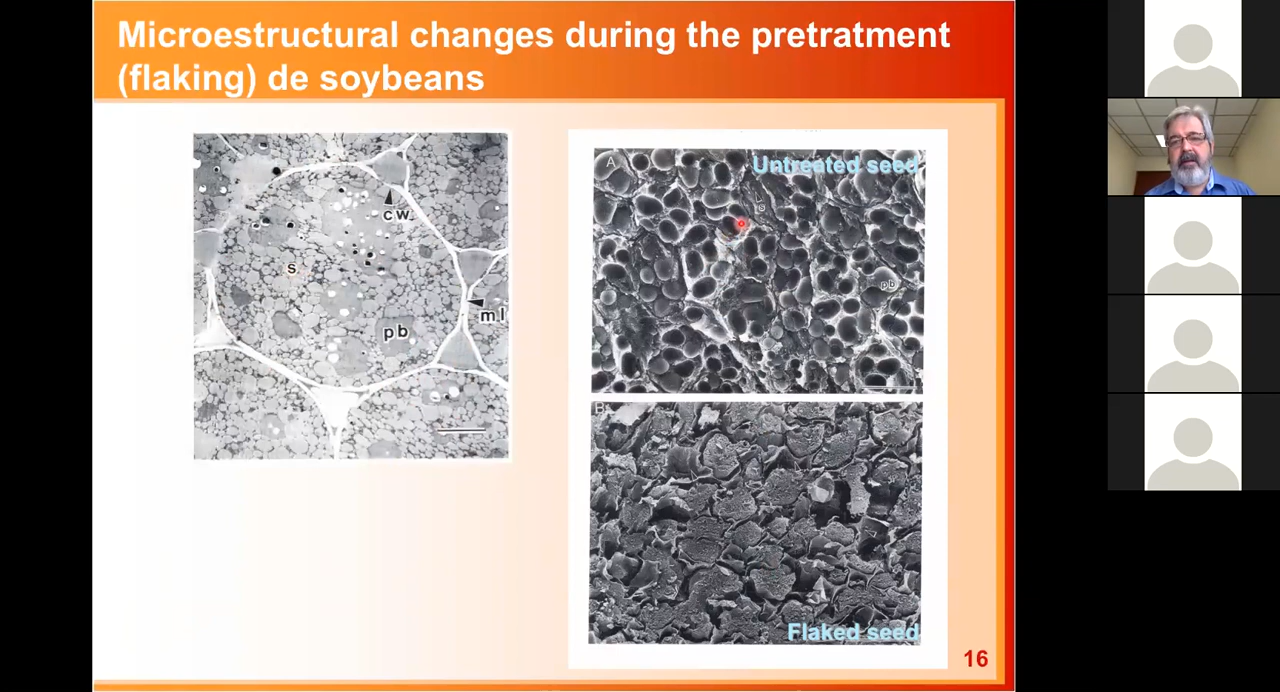 Microestructural changes during the pretratment
(flaking) de soybeans
cw
s
ml
pb
A
Untreated seed
s
pb
B
Flaked seed
16